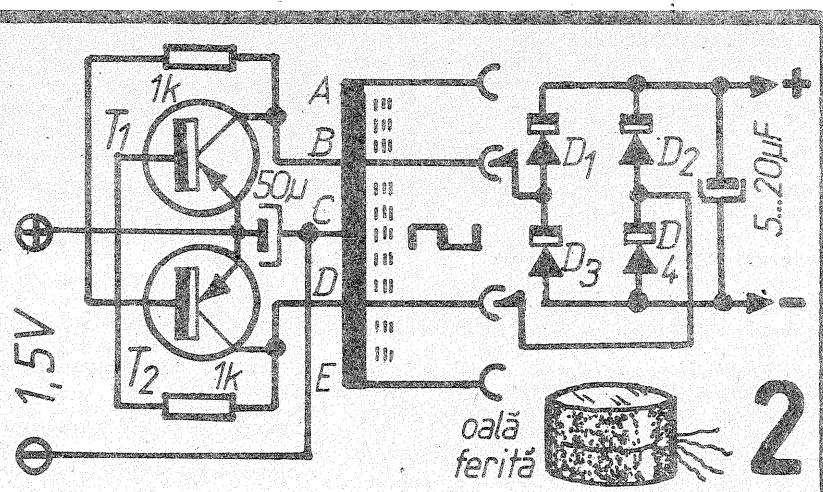 1k
A
T1
B
D1
D2
50μ
C
5...20μF
+
D3
D
4
D
1,5V
T2
1k
E
-
oală
ferită
2